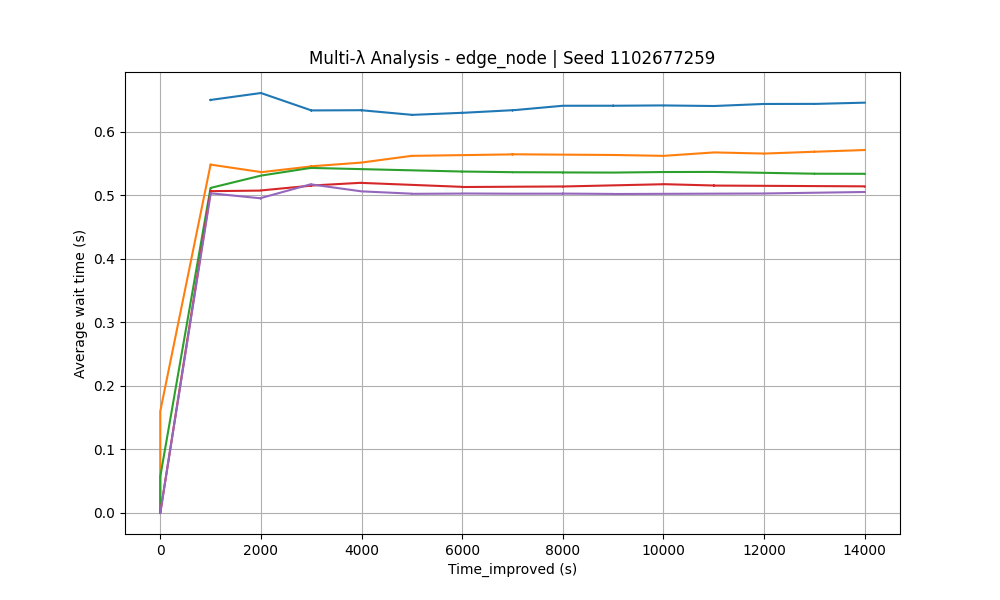 Multi-λ Analysis - edge_node | Seed 1102677259
Average wait time (s)
0.6
0.5
0.4
0.3
0.2
0.1
0.0
0 2000 4000 6000 8000 10000 12000 14000
Time_improved (s)